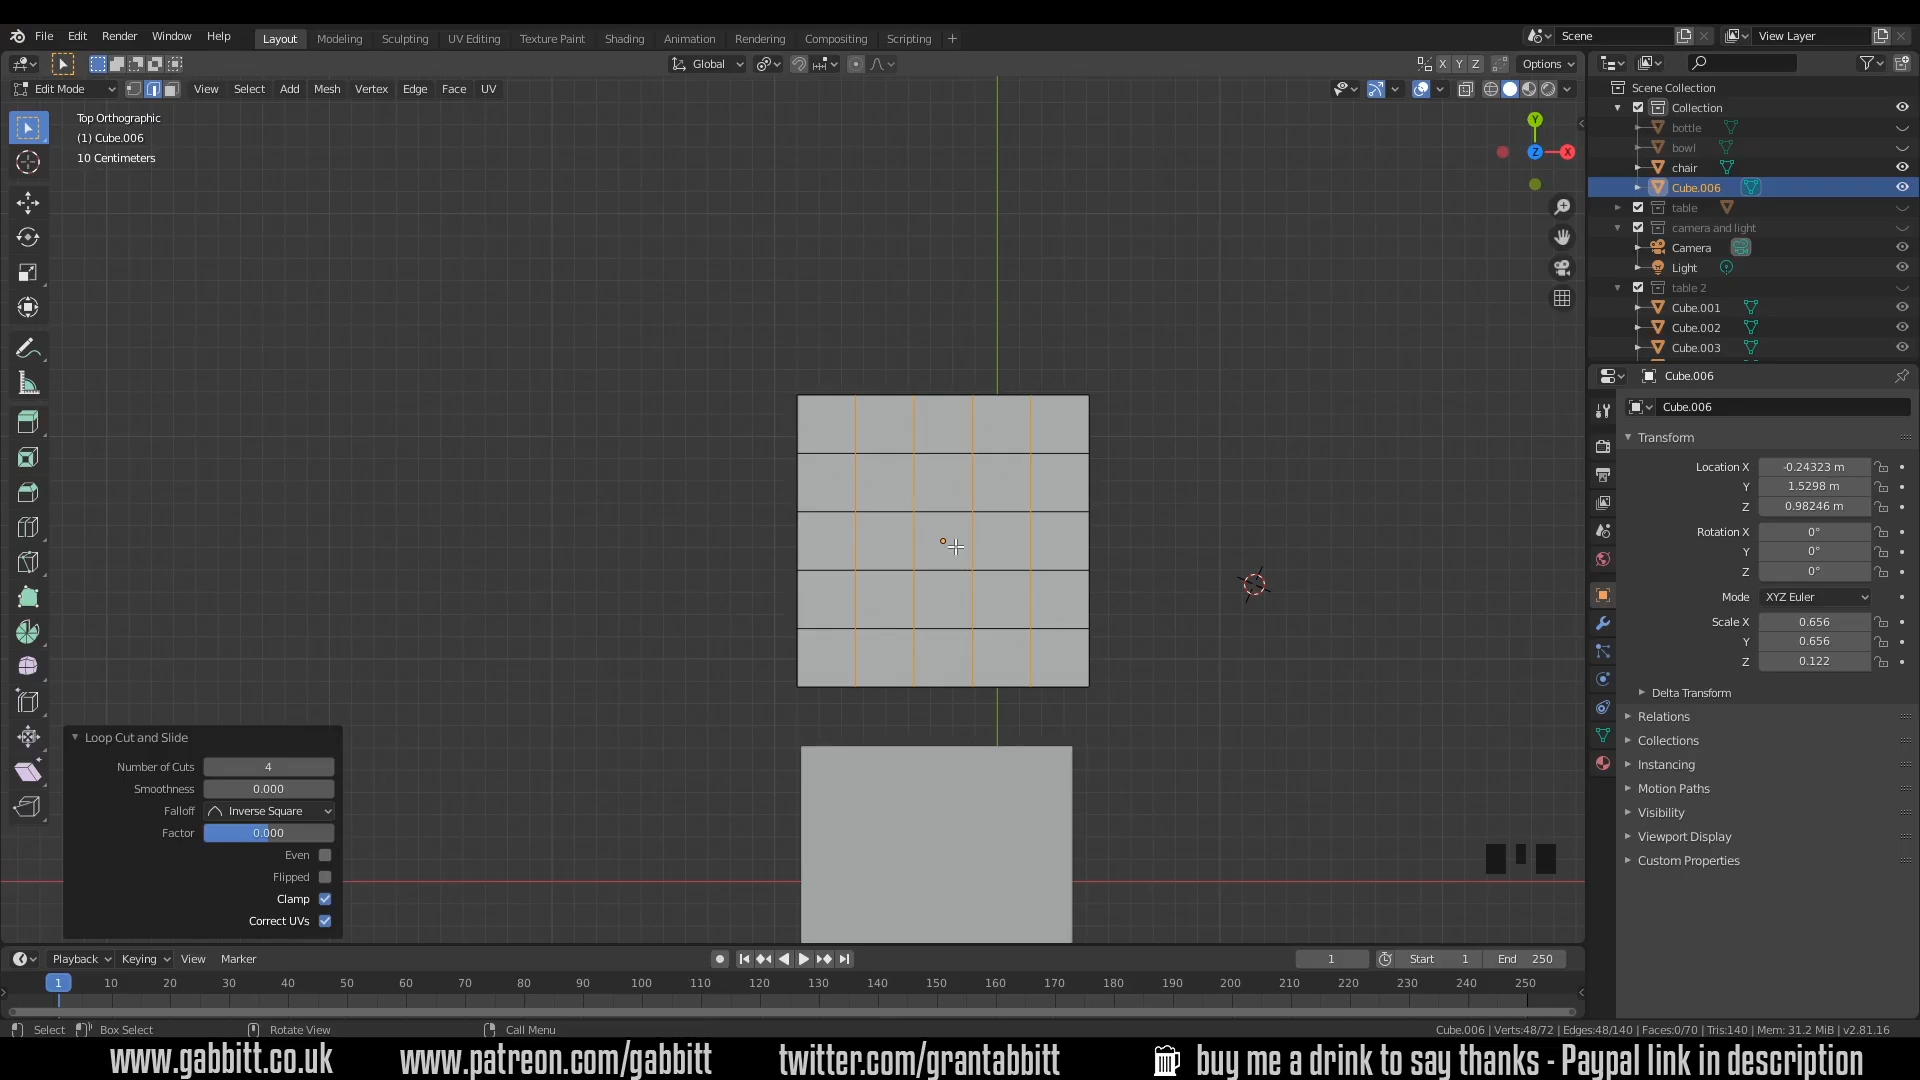 File Edit Render Window Help Layout Modeling Sculpting UV Editing Texture Paint Shading Animation Rendering Compositing Scripting + Scene View Layer
Global X Y Z Options
Edit Mode View Select Add Mesh Vertex Edge Face UV
Top Orthographic
(1) Cube.006
10 Centimeters
Y
Z
X
Scene Collection
Collection
bottle
bowl
chair
Cube.006
table
camera and light
Camera
Light
table 2
Cube.001
Cube.002
Cube.003
Cube.006
Cube.006
Transform
Location X -0.24323 m
Y 1.5298 m
Z 0.98246 m
Rotation X 0°
Y 0°
Z 0°
Mode XYZ Euler
Scale X 0.656
Y 0.656
Z 0.122
Delta Transform
Relations
Collections
Instancing
Motion Paths
Visibility
Viewport Display
Custom Properties
Loop Cut and Slide
Number of Cuts 4
Smoothness 0.000
Falloff Inverse Square
Factor 0.000
Even
Flipped
Clamp
Correct UVs
Playback Keying View Marker 1 Start 1 End 250
1 10 20 30 40 50 60 70 80 90 100 110 120 130 140 150 160 170 180 190 200 210 220 230 240 250
Select Box Select Rotate View Call Menu Cube.006 | Verts:48/72 | Edges:48/140 | Faces:0/70 | Tris:140 | Mem: 31.2 MiB | v2.81.16
www.gabbitt.co.uk www.patreon.com/gabbitt twitter.com/grantabbitt buy me a drink to say thanks - Paypal link in description